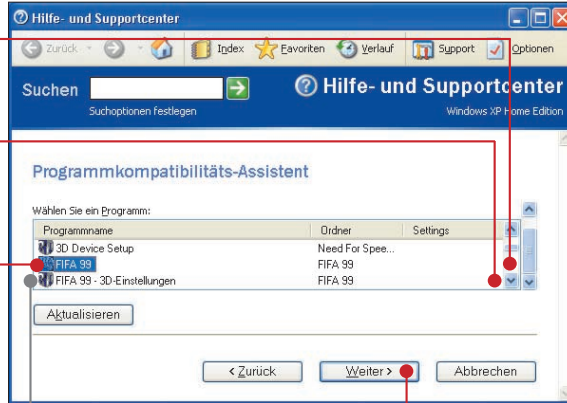 Hilfe- und Supportcenter
Zurück Index Favoriten Verlauf Support Optionen
Suchen Hilfe- und Supportcenter
Suchoptionen festlegen Windows XP Home Edition
Programmkompatibilitäts-Assistent
Wählen Sie ein Programm:
Programmname Ordner Settings
3D Device Setup Need For Spee...
FIFA 99 FIFA 99
FIFA 99 - 3D-Einstellungen FIFA 99
Aktualisieren
< Zurück Weiter > Abbrechen